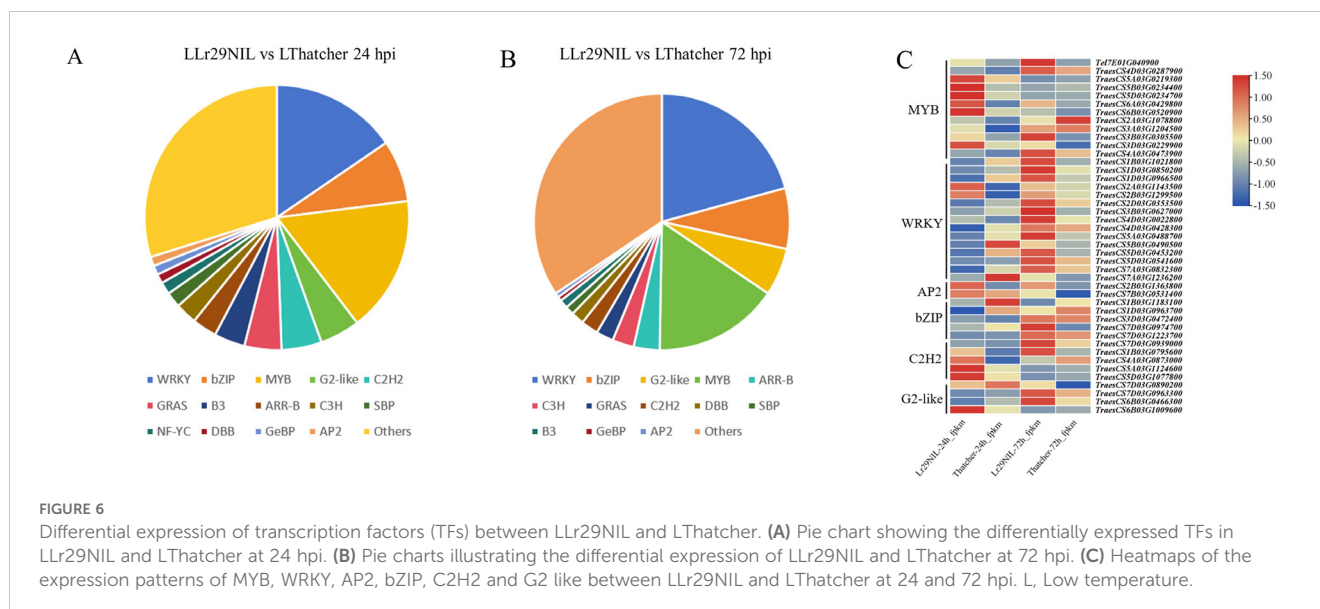 A
LLr29NIL vs LThatcher 24 hpi
WRKY bZIP MYB G2-like C2H2
GRAS B3 ARR-B C3H SBP
NF-YC DBB GeBP AP2 Others
B
LLr29NIL vs LThatcher 72 hpi
WRKY bZIP G2-like MYB ARR-B
C3H GRAS C2H2 DBB SBP
B3 GeBP AP2 Others
C
MYB
WRKY
AP2
bZIP
C2H2
G2-like
Tel7E01G040900
TraesCS4D03G0287900
TraesCS5A03G0219300
TraesCS5B03G0234400
TraesCS5D03G0234700
TraesCS6A03G0429800
TraesCS6B03G0520900
TraesCS2A03G1078800
TraesCS3A03G1204500
TraesCS3B03G0305500
TraesCS3D03G0229900
TraesCS4A03G0473900
TraesCS1B03G1021800
TraesCS1D03G0850200
TraesCS1D03G0966500
TraesCS2A03G1143500
TraesCS2B03G1299500
TraesCS2D03G0353500
TraesCS3B03G0627000
TraesCS4D03G0022800
TraesCS4D03G0428300
TraesCS5A03G0488700
TraesCS5B03G0490500
TraesCS5D03G0453200
TraesCS5D03G0541600
TraesCS7A03G0832300
TraesCS7A03G1236200
TraesCS2B03G1363800
TraesCS7B03G0531400
TraesCS1B03G1183100
TraesCS1D03G0963700
TraesCS3D03G0472400
TraesCS7D03G0974700
TraesCS7D03G1223700
TraesCS7D03G0939000
TraesCS1B03G0795600
TraesCS4A03G0873000
TraesCS5A03G1124600
TraesCS5D03G1077800
TraesCS7D03G0890200
TraesCS7D03G0963300
TraesCS6B03G0466300
TraesCS6B03G1009600
Lr29NIL-24h_fpkm
Thatcher-24h_fpkm
Lr29NIL-72h_fpkm
Thatcher-72h_fpkm
1.50
1.00
0.50
0.00
-0.50
-1.00
-1.50
FIGURE 6
Differential expression of transcription factors (TFs) between LLr29NIL and LThatcher. (A) Pie chart showing the differentially expressed TFs in
LLr29NIL and LThatcher at 24 hpi. (B) Pie charts illustrating the differential expression of LLr29NIL and LThatcher at 72 hpi. (C) Heatmaps of the
expression patterns of MYB, WRKY, AP2, bZIP, C2H2 and G2 like between LLr29NIL and LThatcher at 24 and 72 hpi. L, Low temperature.